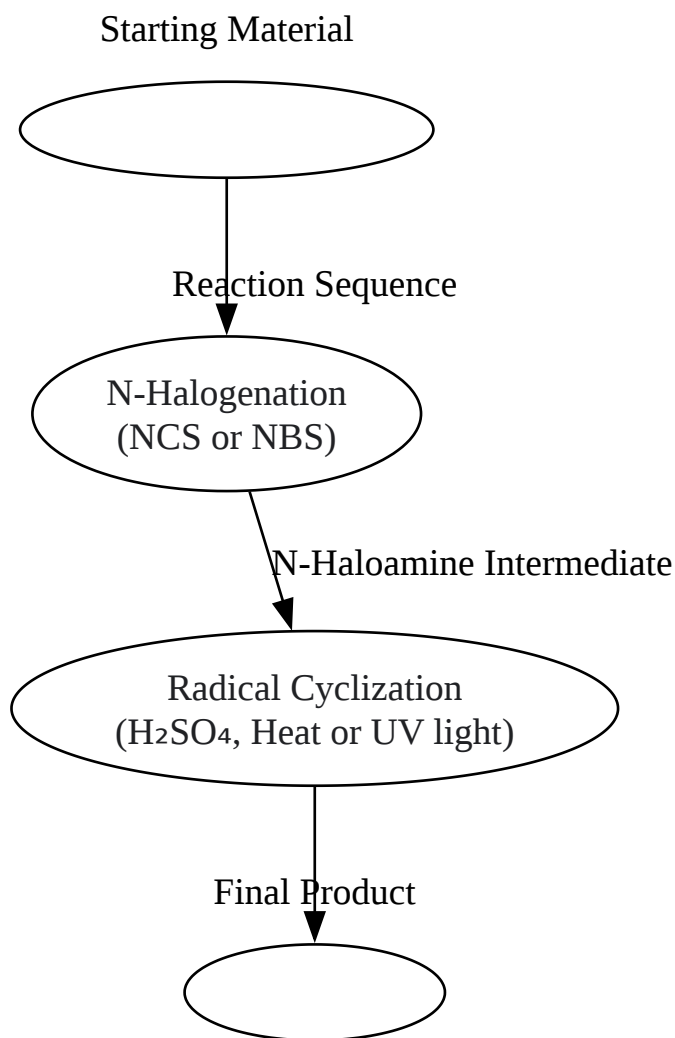 Starting Material
Reaction Sequence
N-Halogenation
(NCS or NBS)
N-Haloamine Intermediate
Radical Cyclization
(H₂SO₄, Heat or UV light)
Final Product